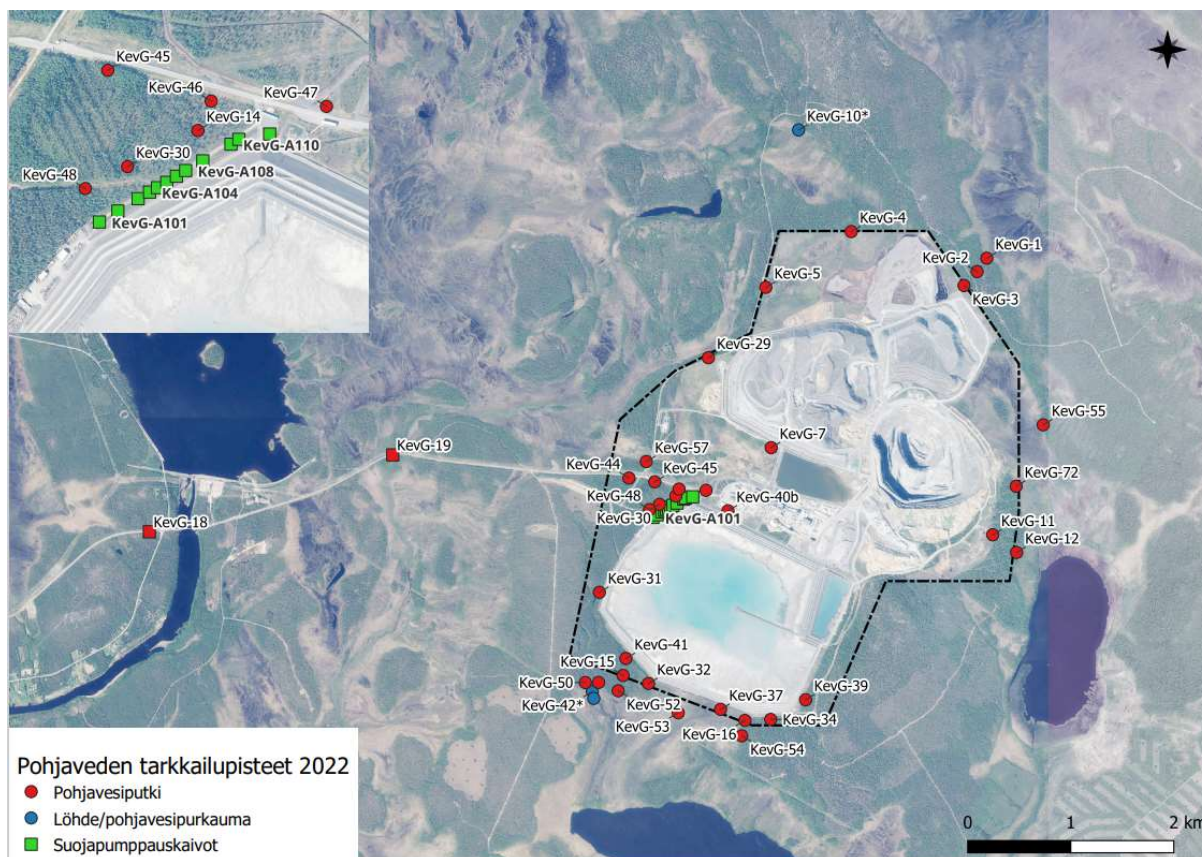 KevG-45
KevG-46
KevG-47
KevG-14
KevG-30
KevG-A110
KevG-48
KevG-A108
KevG-A104
KevG-A101
KevG-10*
KevG-4
KevG-1
KevG-2
KevG-5
KevG-3
KevG-29
KevG-55
KevG-7
KevG-19
KevG-57
KevG-44
KevG-45
KevG-72
KevG-48
KevG-40b
KevG-30
KevG-A101
KevG-18
KevG-11
KevG-12
KevG-31
KevG-41
KevG-15
KevG-32
KevG-50
KevG-37
KevG-39
KevG-42*
KevG-52
KevG-34
KevG-53
KevG-16
KevG-54
Pohjaveden tarkkailupisteet 2022
Pohjavesiputki
Löhde/pohjavesipurkauma
Suojapumppauskaivot
0 1 2 km